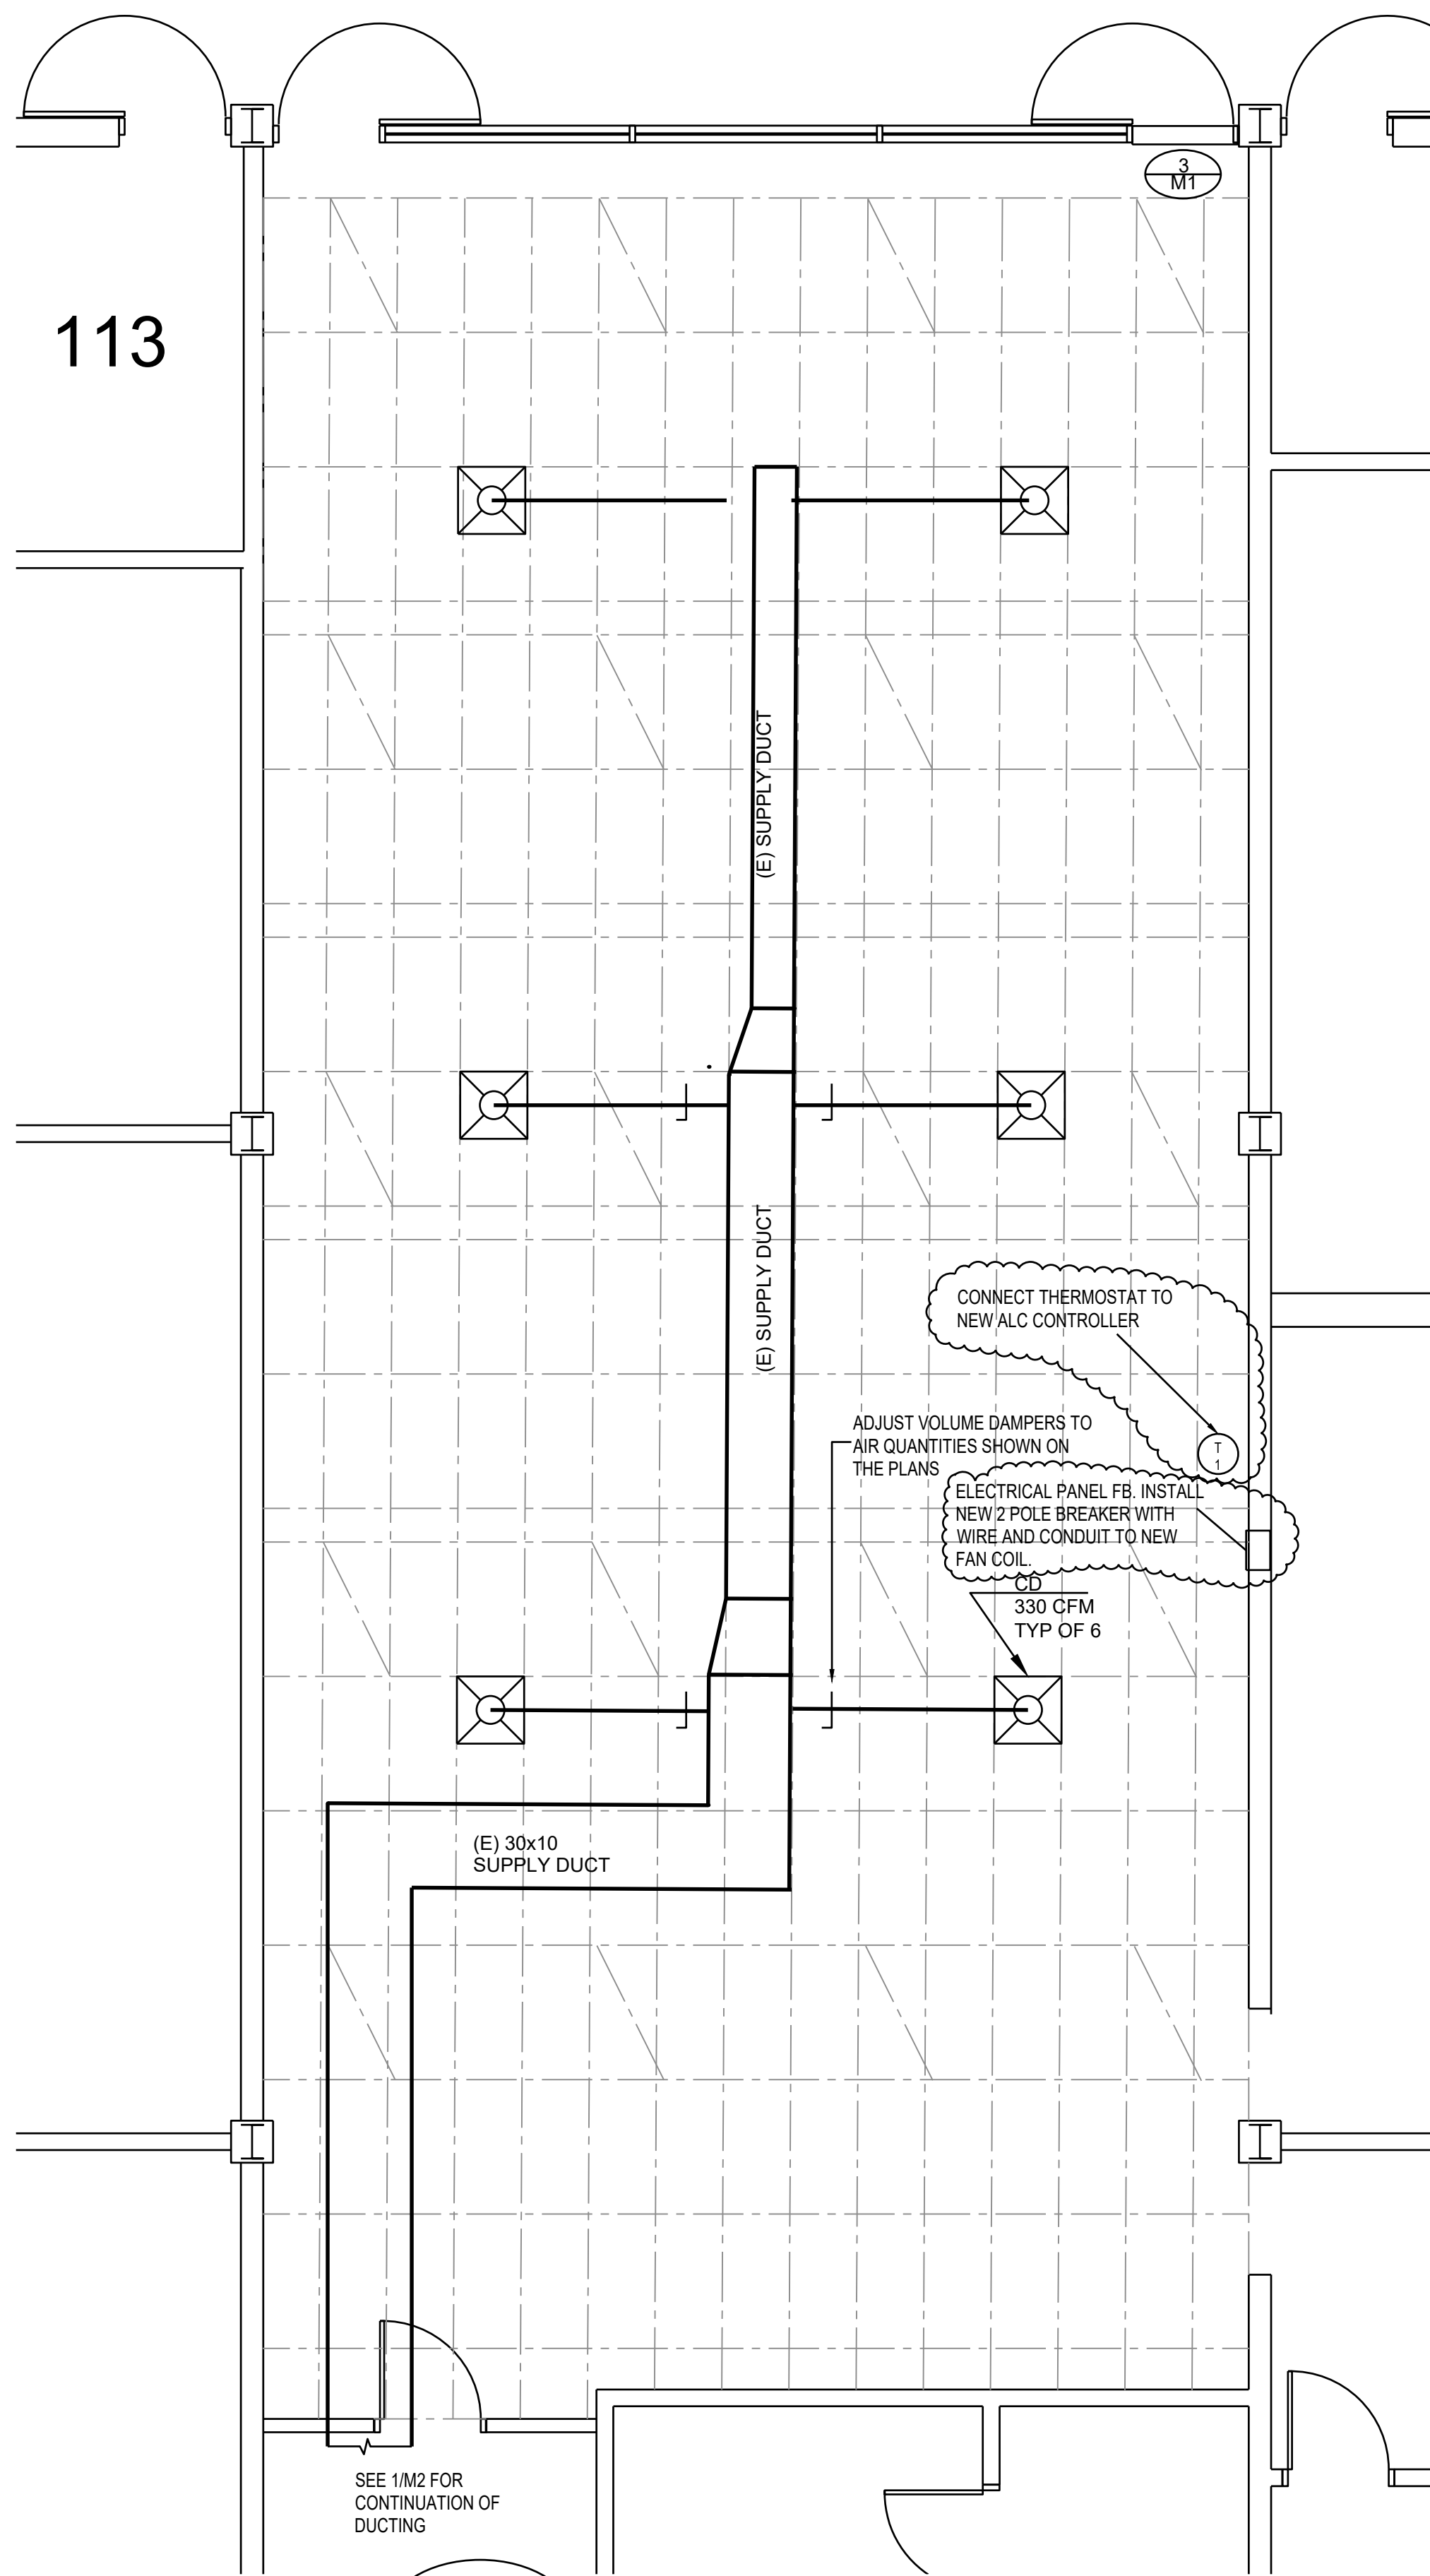 3
M1
113
(E) SUPPLY DUCT
(E) SUPPLY DUCT
CONNECT THERMOSTAT TO
NEW ALC CONTROLLER
T
1
ADJUST VOLUME DAMPERS TO
AIR QUANTITIES SHOWN ON
THE PLANS
ELECTRICAL PANEL FB. INSTALL
NEW 2 POLE BREAKER WITH
WIRE AND CONDUIT TO NEW
FAN COIL.
CD
330 CFM
TYP OF 6
(E) 30x10
SUPPLY DUCT
SEE 1/M2 FOR
CONTINUATION OF
DUCTING